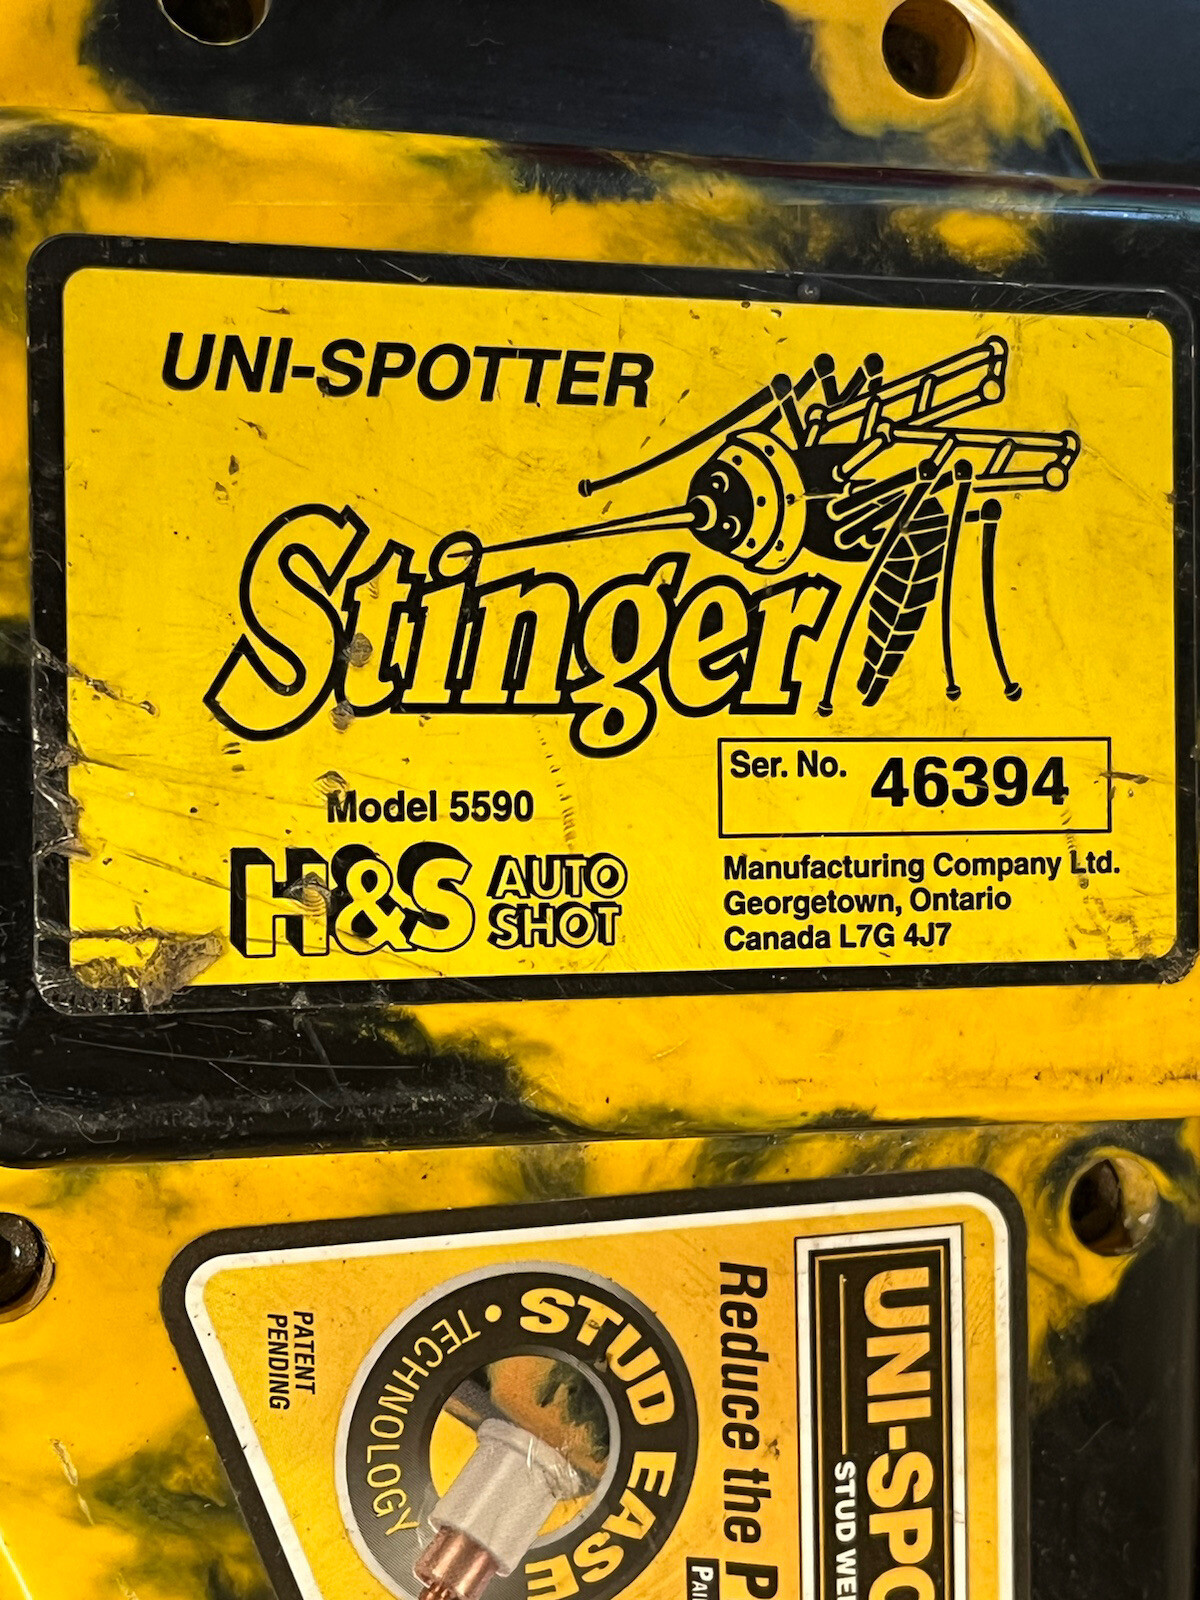 UNI-SPOTTER
Stinger
Model 5590
H&S AUTO
SHOT
Ser. No. 46394
Manufacturing Company Ltd.
Georgetown, Ontario
Canada L7G 4J7
UNI-SPO
STUD WE
Reduce the P
STUD EASE
• TECHNOLOGY
PATENT
PENDING